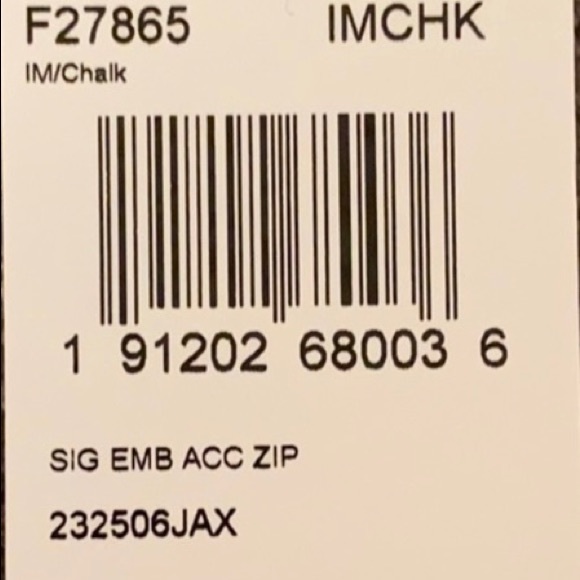 F27865 IMCHK
IM/Chalk
1 91202 68003 6
SIG EMB ACC ZIP
232506JAX